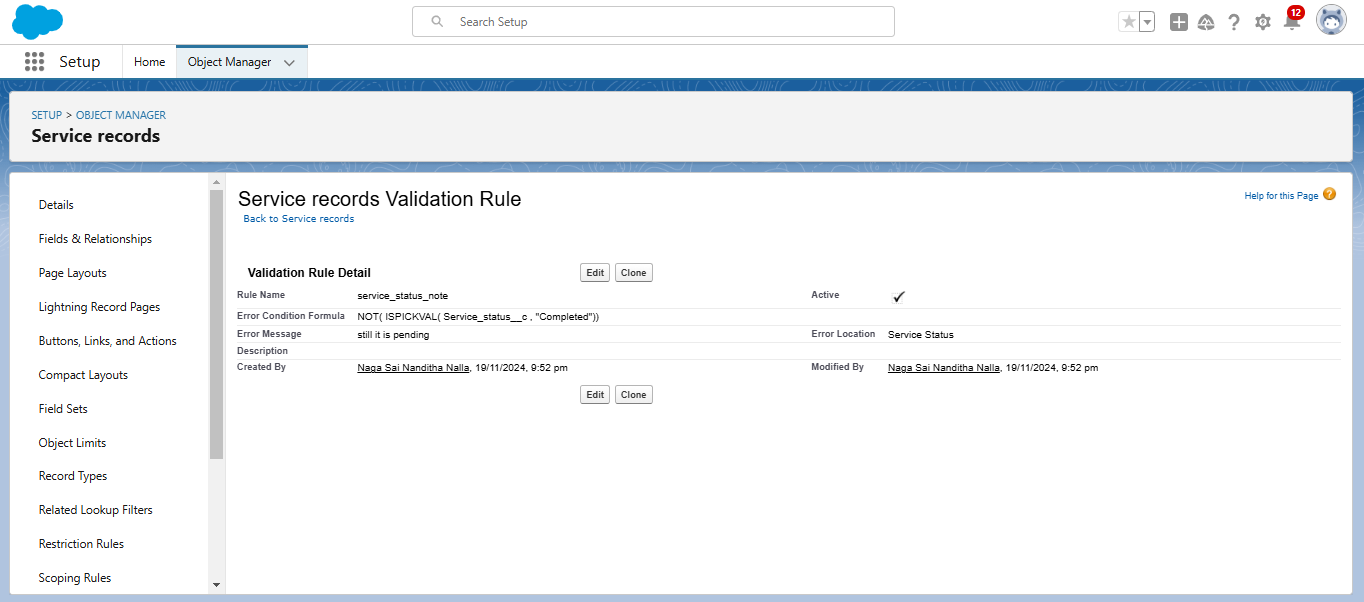 Search Setup
12
Setup
Home
Object Manager
SETUP > OBJECT MANAGER
Service records
Details
Fields & Relationships
Page Layouts
Lightning Record Pages
Buttons, Links, and Actions
Compact Layouts
Field Sets
Object Limits
Record Types
Related Lookup Filters
Restriction Rules
Scoping Rules
Service records Validation Rule
Help for this Page ?
Back to Service records
Validation Rule Detail
Edit Clone
Rule Name service_status_note Active
Error Condition Formula NOT( ISPICKVAL( Service_status__c , "Completed"))
Error Message still it is pending Error Location Service Status
Description
Created By Naga Sai Nanditha Nalla, 19/11/2024, 9:52 pm Modified By Naga Sai Nanditha Nalla, 19/11/2024, 9:52 pm
Edit Clone